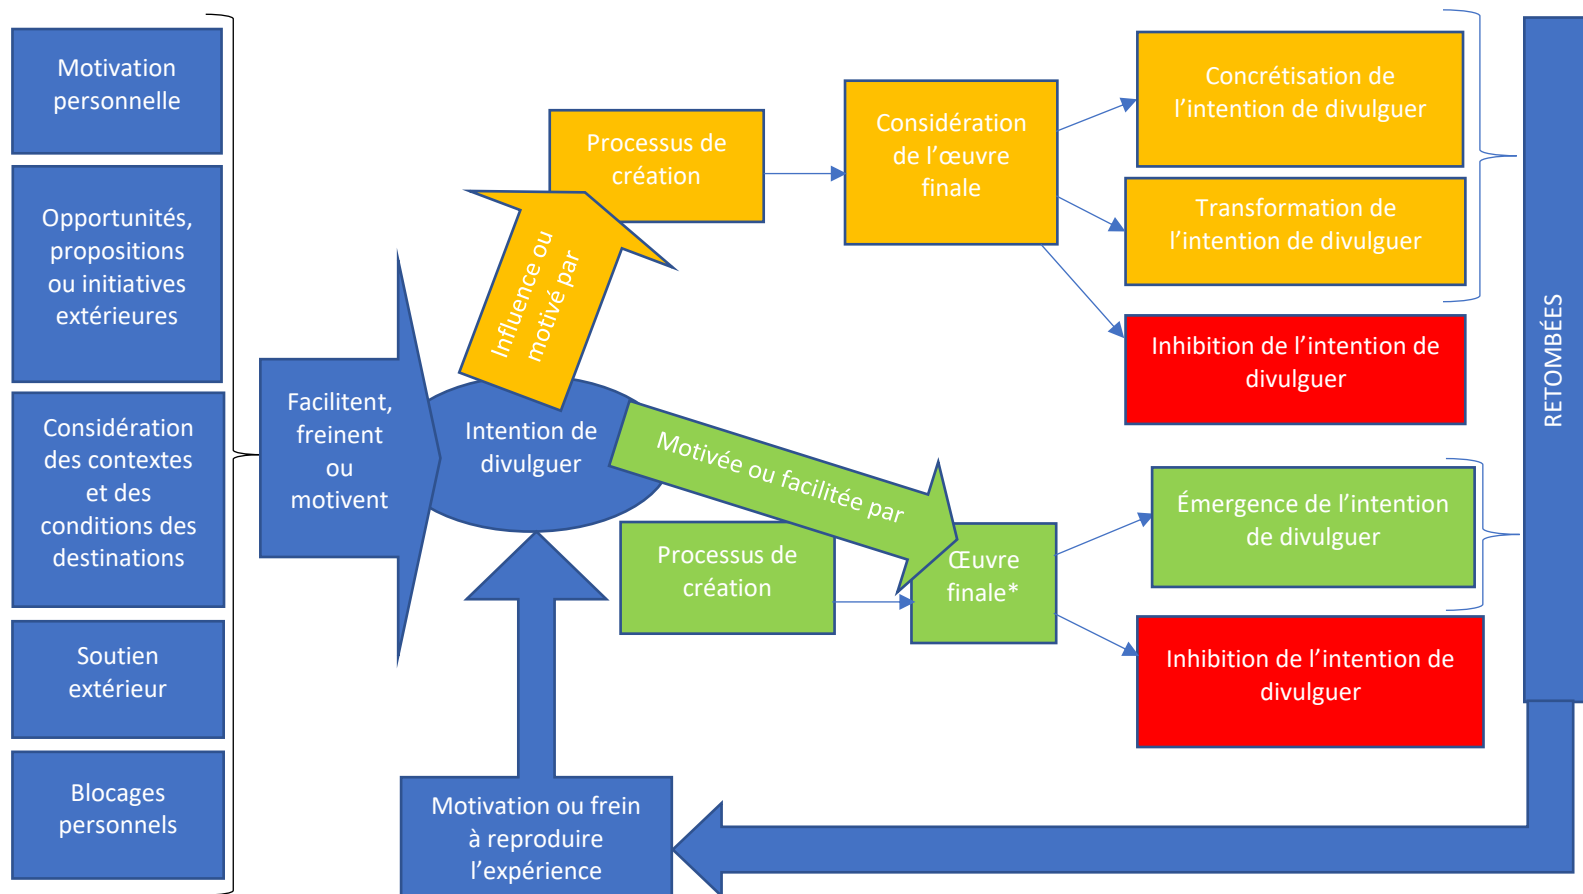 Motivation
personnelle
Opportunités,
propositions
ou initiatives
extérieures
Considération
des contextes
et des
conditions des
destinations
Soutien
extérieur
Blocages
personnels
Facilitent,
freinent
ou
motivent
Intention de
divulguer
Influence ou
motivé par
Processus de
création
Considération
de l’œuvre
finale
Concrétisation de
l’intention de divulguer
Transformation de
l’intention de divulguer
Inhibition de l’intention de
divulguer
Motivée ou facilitée par
Processus de
création
Œuvre
finale*
Émergence de l’intention
de divulguer
Inhibition de l’intention de
divulguer
RETOMBÉES
Motivation ou frein
à reproduire
l’expérience